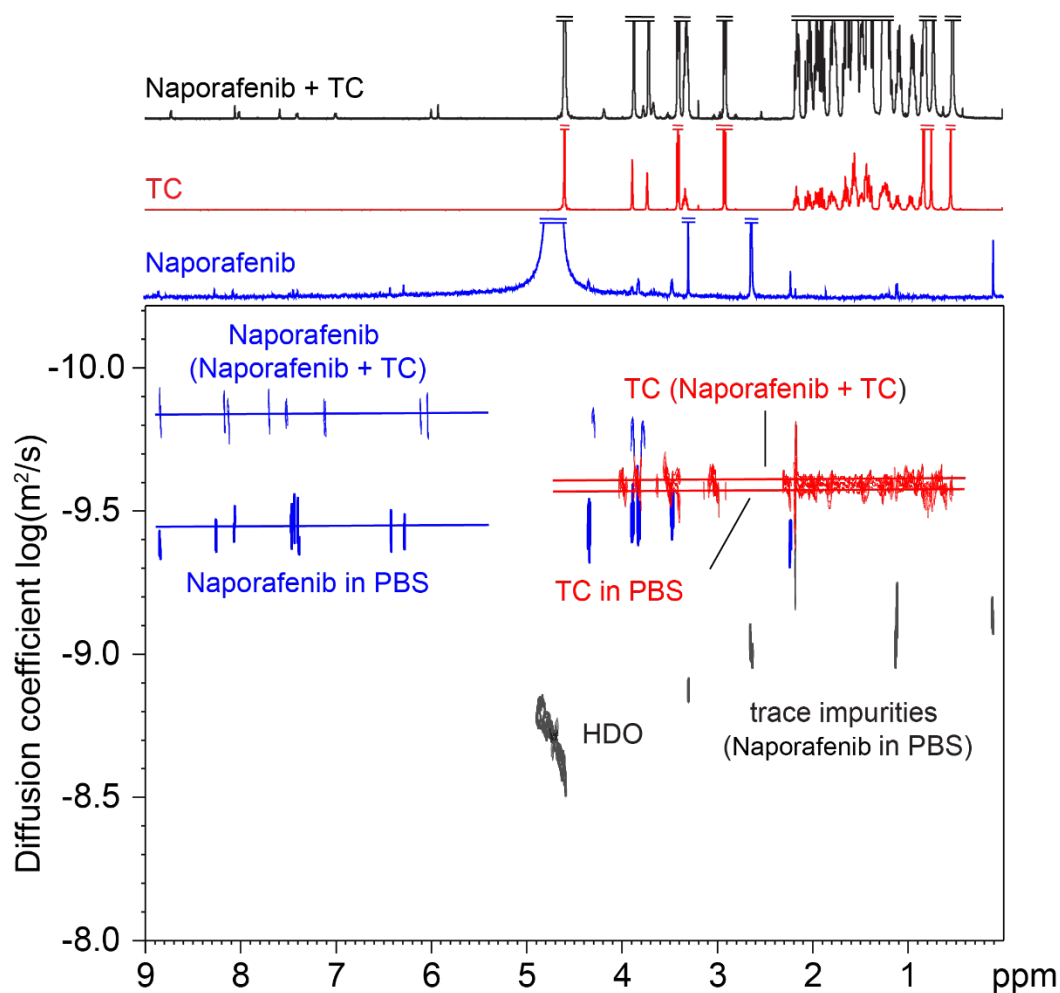 Naporafenib + TC
TC
Naporafenib
Naporafenib
(Naporafenib + TC)
TC (Naporafenib + TC)
Naporafenib in PBS
TC in PBS
HDO
trace impurities
(Naporafenib in PBS)
Diffusion coefficient log(m²/s)
-10.0
-9.5
-9.0
-8.5
-8.0
9 8 7 6 5 4 3 2 1 ppm